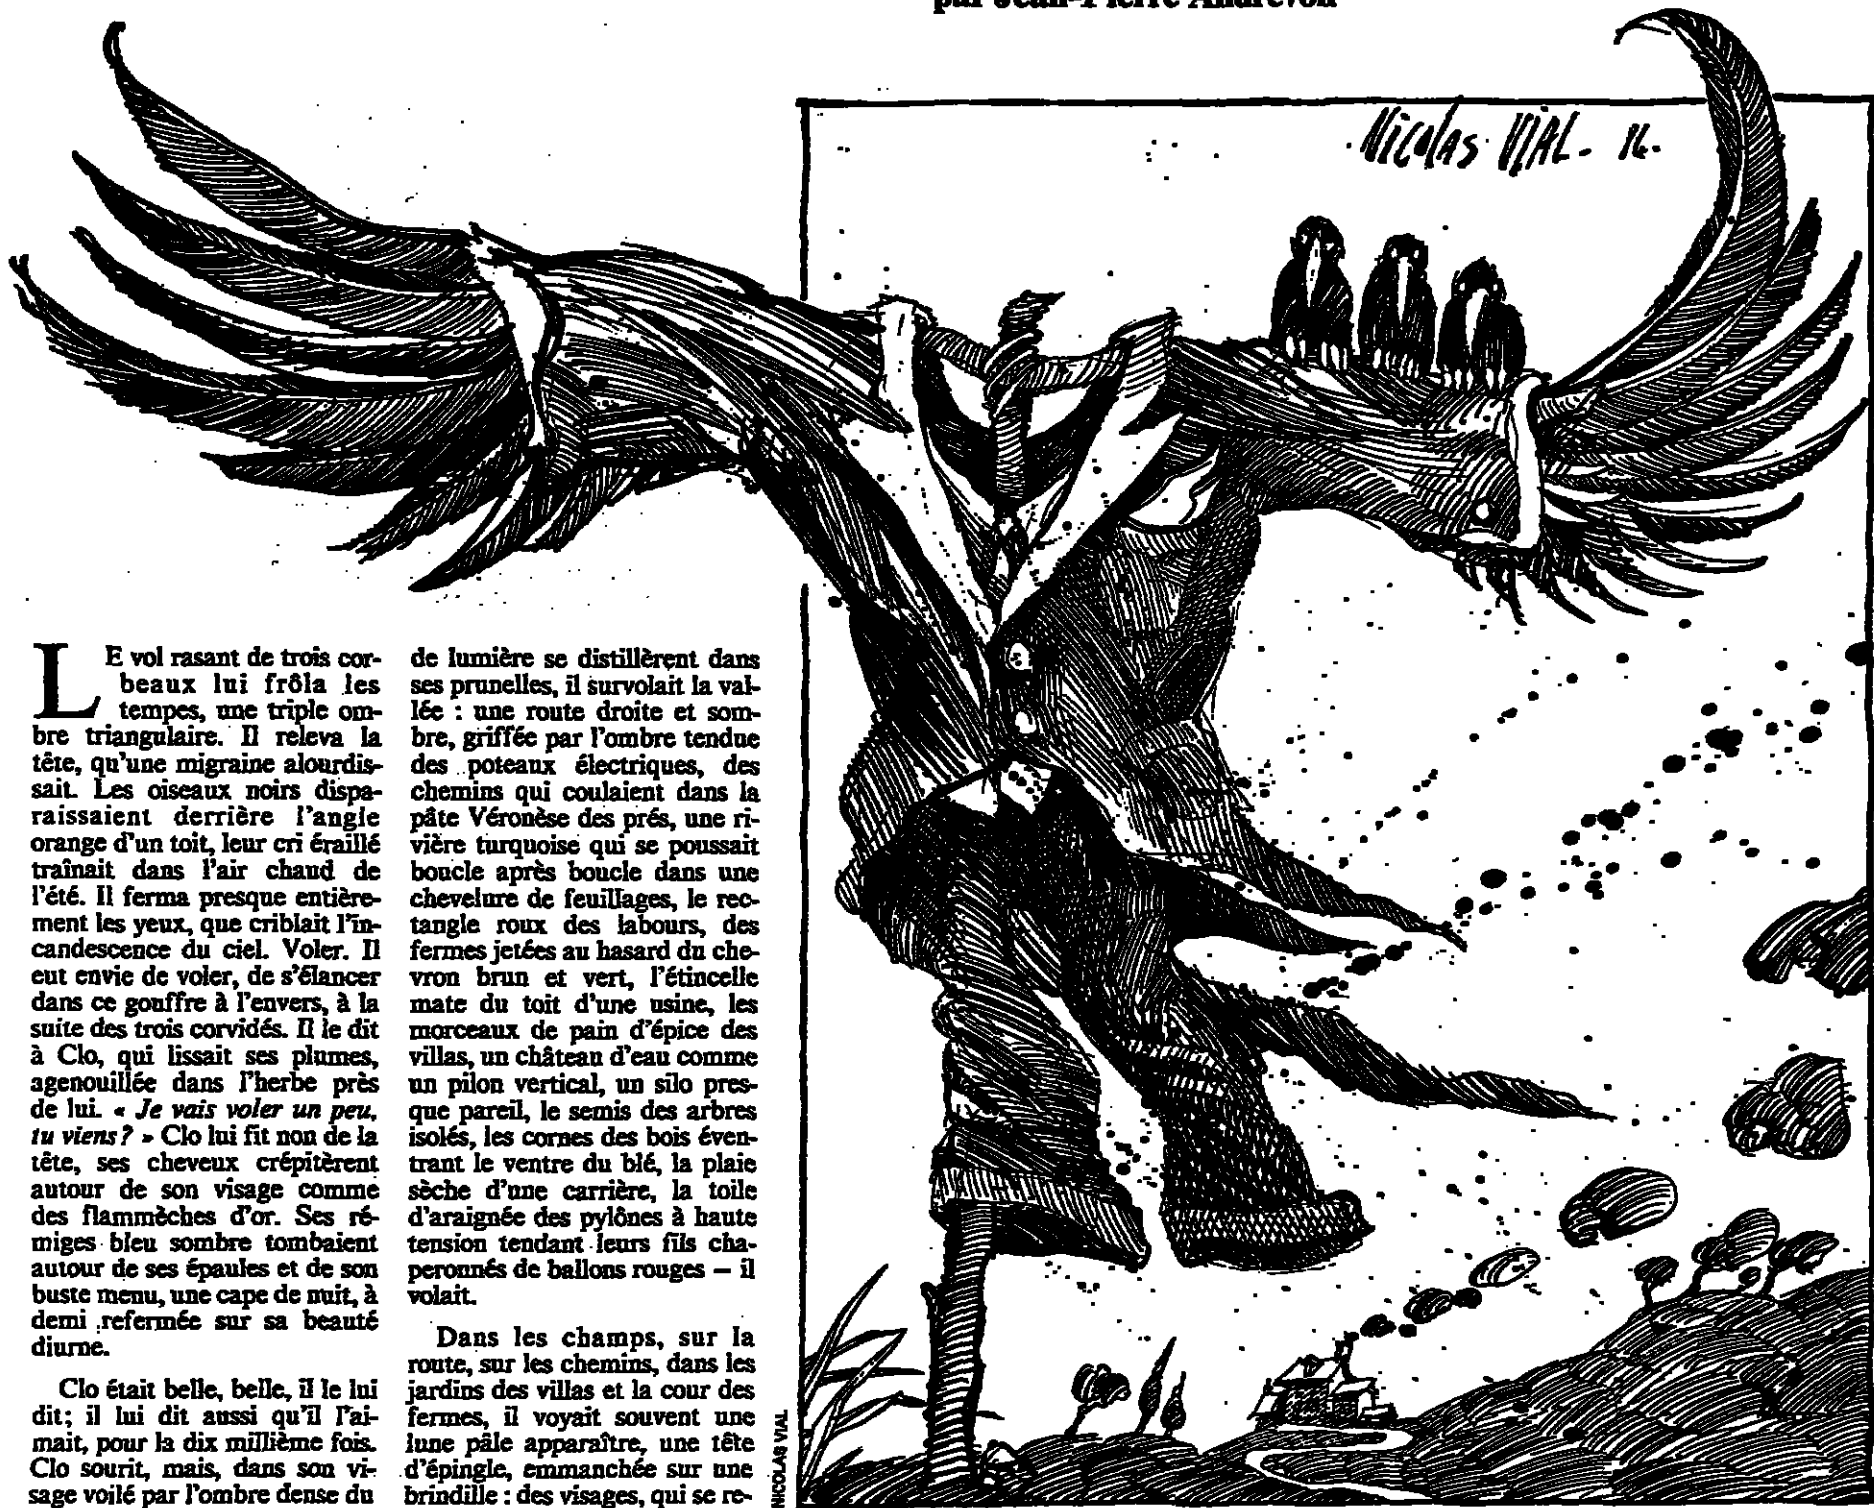 par Jean-Pierre Andrevon
Nicolas VIAL
LE vol rasant de trois cor-
beaux lui frôla les
tempes, une triple om-
bre triangulaire. Il releva la
tête, qu'une migraine alourdis-
sait. Les oiseaux noirs dispa-
raissaient derrière l'angle
orange d'un toit, leur cri éraillé
traînait dans l'air chaud de
l'été. Il ferma presque entière-
ment les yeux, que criblait l'in-
candescence du ciel. Voler. Il
eut envie de voler, de s'élancer
dans ce gouffre à l'envers, à la
suite des trois corvidés. Il le dit
à Clo, qui lissait ses plumes,
agenouillée dans l'herbe près
de lui. « Je vais voler un peu,
tu viens ? » Clo lui fit non de la
tête, ses cheveux crépitèrent
autour de son visage comme
des flammèches d'or. Ses ré-
miges bleu sombre tombaient
autour de ses épaules et de son
buste menu, une cape de nuit, à
demi refermée sur sa beauté
diurne.
Clo était belle, belle, il le lui
dit; il lui dit aussi qu'il l'ai-
mait, pour la dix millième fois.
Clo sourit, mais, dans son vi-
sage voilé par l'ombre dense du
de lumière se distillèrent dans
ses prunelles, il survolait la val-
lée : une route droite et som-
bre, griffée par l'ombre tendue
des poteaux électriques, des
chemins qui coulaient dans la
pâte Véronèse des prés, une ri-
vière turquoise qui se poussait
boucle après boucle dans une
chevelure de feuillages, le rec-
tangle roux des labours, des
fermes jetées au hasard du che-
vron brun et vert, l'étincelle
mate du toit d'une usine, les
morceaux de pain d'épice des
villas, un château d'eau comme
un pilon vertical, un silo pres-
que pareil, le semis des arbres
isolés, les cornes des bois éven-
trant le ventre du blé, la plaie
sèche d'une carrière, la toile
d'araignée des pylônes à haute
tension tendant leurs fils cha-
peronnés de ballons rouges — il
volait.
Dans les champs, sur la
route, sur les chemins, dans les
jardins des villas et la cour des
fermes, il voyait souvent une
lune pâle apparaître, une tête
d'épingle, emmanchée sur une
brindille : des visages, qui se re-
NICOLAS VIAL